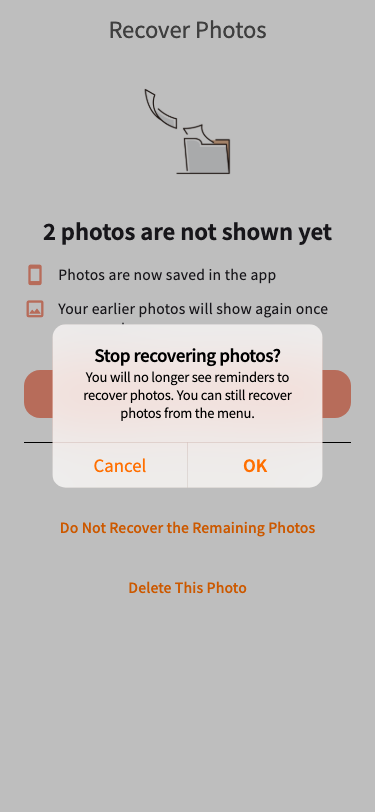 Recover Photos
2 photos are not shown yet
Photos are now saved in the app
Your earlier photos will show again once
Stop recovering photos?
You will no longer see reminders to
recover photos. You can still recover
photos from the menu.
Cancel
OK
Do Not Recover the Remaining Photos
Delete This Photo